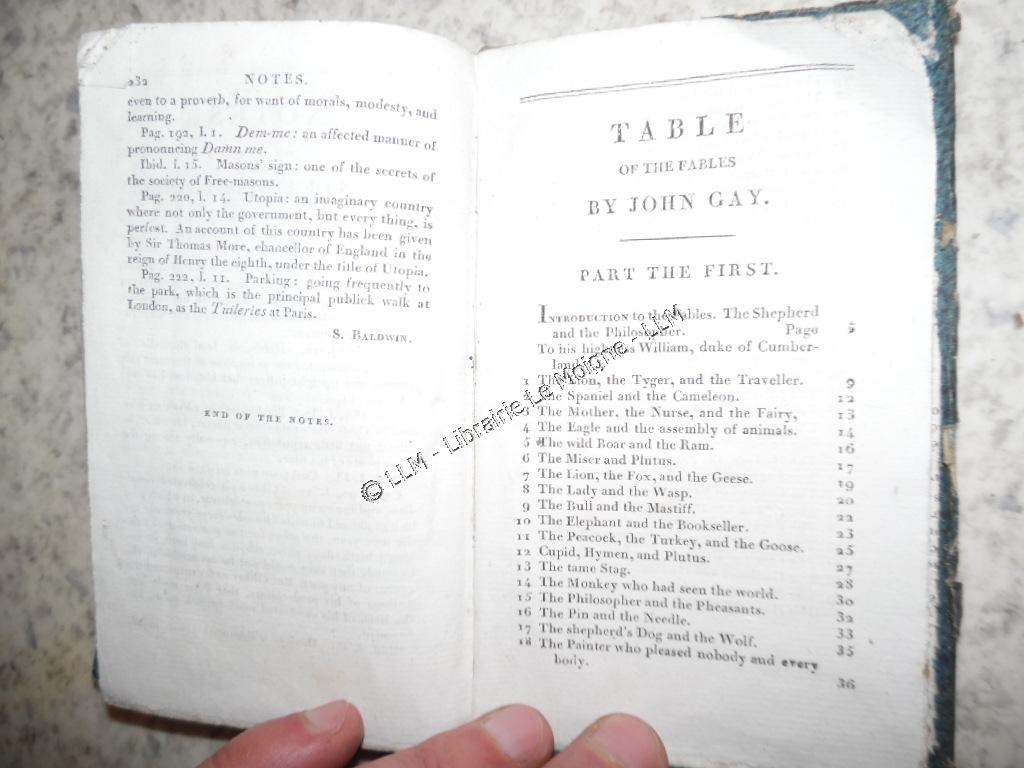 232 NOTES.
even to a proverb, for want of morals, modesty, and
learning.
Pag. 192, l. 1. Dem-me: an affected manner of
pronouncing Damn me.
Ibid. l. 15. Masons' sign: one of the secrets of
the society of Free-masons.
Pag. 220, l. 14. Utopia: an imaginary country
where not only the government, but every thing, is
perfect. An account of this country has been given
by Sir Thomas More, chancellor of England in the
reign of Henry the eighth, under the title of Utopia.
Pag. 222, l. 11. Parking: going frequently to
the park, which is the principal publick walk at
London, as the Tuileries at Paris.
S. BALDWIN.
END OF THE NOTES.
TABLE
OF THE FABLES
BY JOHN GAY.
PART THE FIRST.
INTRODUCTION to the fables. The Shepherd
and the Philosopher. Page 5
To his highness William, duke of Cumber-
land.
1 The Lion, the Tyger, and the Traveller. 9
2 The Spaniel and the Cameleon. 12
3 The Mother, the Nurse, and the Fairy, 13
4 The Eagle and the assembly of animals. 14
5 The wild Boar and the Ram. 16
6 The Miser and Plutus. 17
7 The Lion, the Fox, and the Geese. 19
8 The Lady and the Wasp. 20
9 The Bull and the Mastiff. 22
10 The Elephant and the Bookseller. 23
11 The Peacock, the Turkey, and the Goose. 25
12 Cupid, Hymen, and Plutus. 27
13 The tame Stag. 28
14 The Monkey who had seen the world. 30
15 The Philosopher and the Pheasants. 32
16 The Pin and the Needle. 33
17 The shepherd's Dog and the Wolf. 35
18 The Painter who pleased nobody and every
body. 36
© LLM - Librairie Le Moigne - LLM